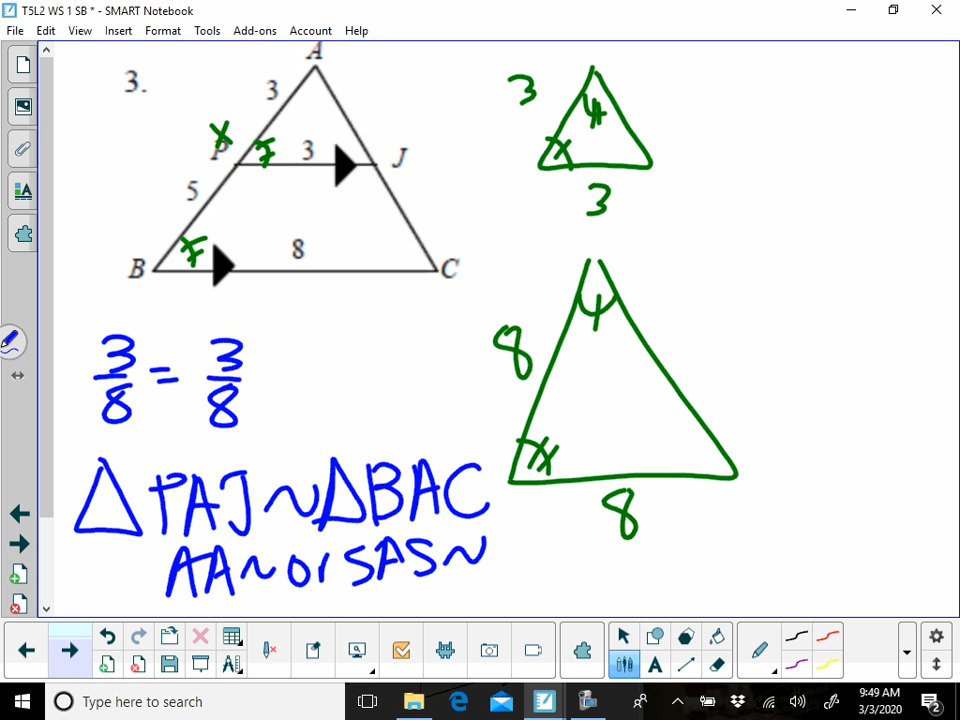 T5L2 WS 1 SB * - SMART Notebook
File Edit View Insert Format Tools Add-ons Account Help
3.
A
3
3
P
3
J
5
3
B
8
C
8
3/8 = 3/8
8
△PAJ~△BAC
AA~ or SAS~
A
Type here to search
9:49 AM
3/3/2020
2